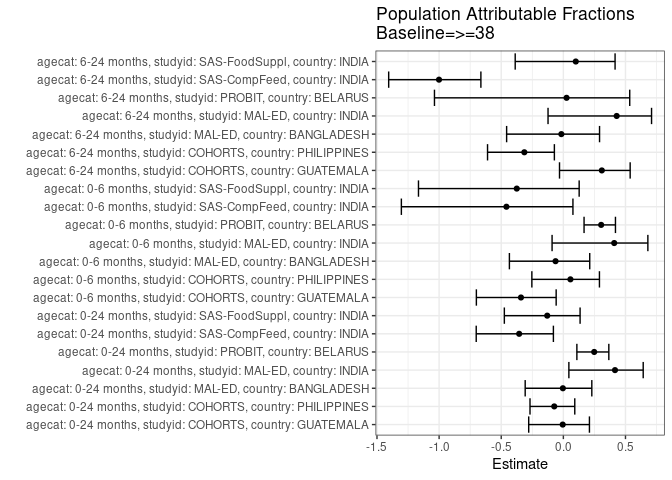 Population Attributable Fractions
Baseline=>=38
agecat: 6-24 months, studyid: SAS-FoodSuppl, country: INDIA
agecat: 6-24 months, studyid: SAS-CompFeed, country: INDIA
agecat: 6-24 months, studyid: PROBIT, country: BELARUS
agecat: 6-24 months, studyid: MAL-ED, country: INDIA
agecat: 6-24 months, studyid: MAL-ED, country: BANGLADESH
agecat: 6-24 months, studyid: COHORTS, country: PHILIPPINES
agecat: 6-24 months, studyid: COHORTS, country: GUATEMALA
agecat: 0-6 months, studyid: SAS-FoodSuppl, country: INDIA
agecat: 0-6 months, studyid: SAS-CompFeed, country: INDIA
agecat: 0-6 months, studyid: PROBIT, country: BELARUS
agecat: 0-6 months, studyid: MAL-ED, country: INDIA
agecat: 0-6 months, studyid: MAL-ED, country: BANGLADESH
agecat: 0-6 months, studyid: COHORTS, country: PHILIPPINES
agecat: 0-6 months, studyid: COHORTS, country: GUATEMALA
agecat: 0-24 months, studyid: SAS-FoodSuppl, country: INDIA
agecat: 0-24 months, studyid: SAS-CompFeed, country: INDIA
agecat: 0-24 months, studyid: PROBIT, country: BELARUS
agecat: 0-24 months, studyid: MAL-ED, country: INDIA
agecat: 0-24 months, studyid: MAL-ED, country: BANGLADESH
agecat: 0-24 months, studyid: COHORTS, country: PHILIPPINES
agecat: 0-24 months, studyid: COHORTS, country: GUATEMALA
-1.5 -1.0 -0.5 0.0 0.5
Estimate